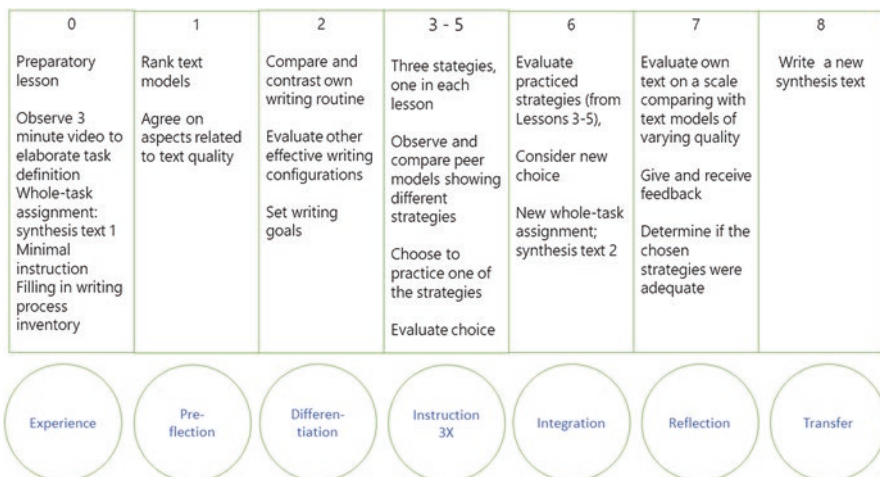 0
Preparatory
lesson
Observe 3
minute video to
elaborate task
definition
Whole-task
assignment:
synthesis text 1
Minimal
instruction
Filling in writing
process
inventory
1
Rank text
models
Agree on
aspects related
to text quality
2
Compare and
contrast own
writing routine
Evaluate other
effective writing
configurations
Set writing
goals
3 - 5
Three stategies,
one in each
lesson
Observe and
compare peer
models showing
different
strategies
Choose to
practice one of
the strategies
Evaluate choice
6
Evaluate
practiced
strategies (from
Lessons 3-5),
Consider new
choice
New whole-task
assignment;
synthesis text 2
7
Evaluate own
text on a scale
comparing with
text models of
varying quality
Give and receive
feedback
Determine if the
chosen
strategies were
adequate
8
Write a new
synthesis text
Experience
Pre-
flection
Differen-
tiation
Instruction
3X
Integration
Reflection
Transfer